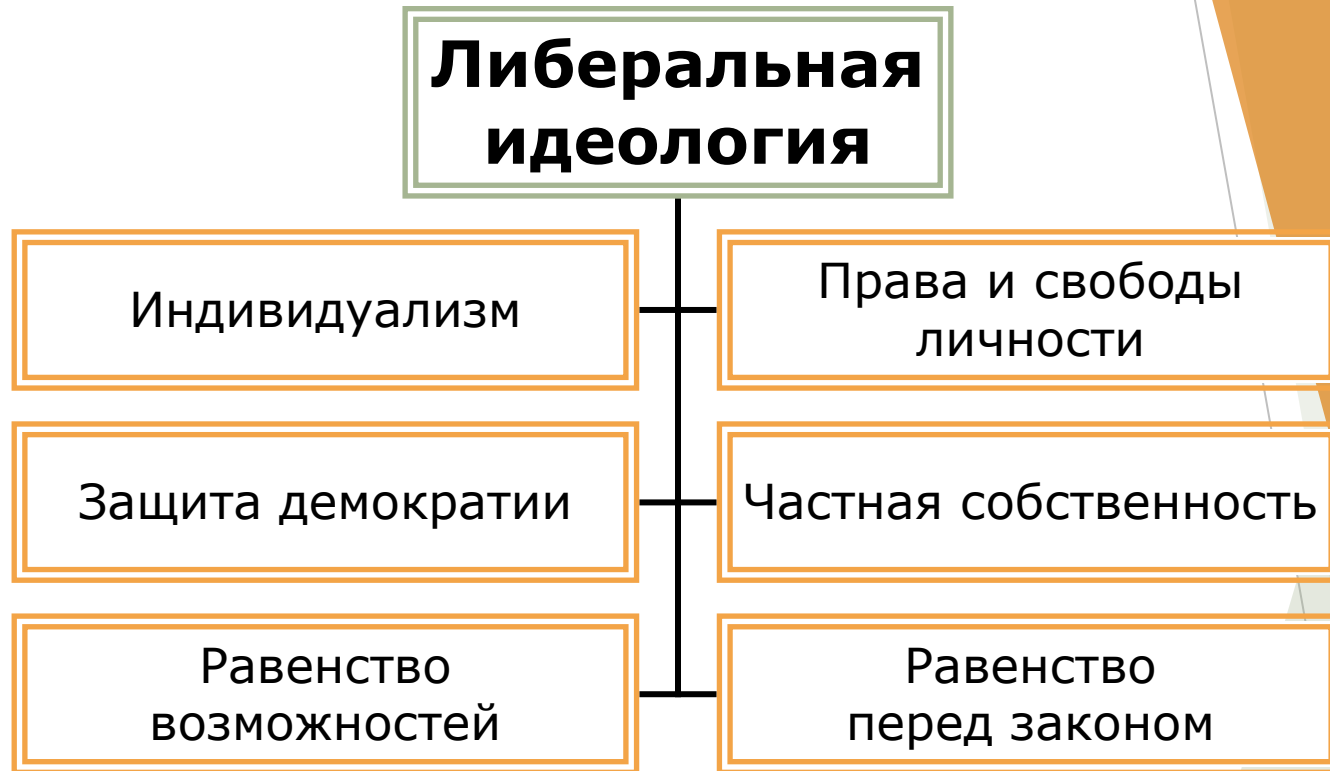 Либеральная
идеология
Индивидуализм
Права и свободы
личности
Защита демократии
Частная собственность
Равенство
возможностей
Равенство
перед законом